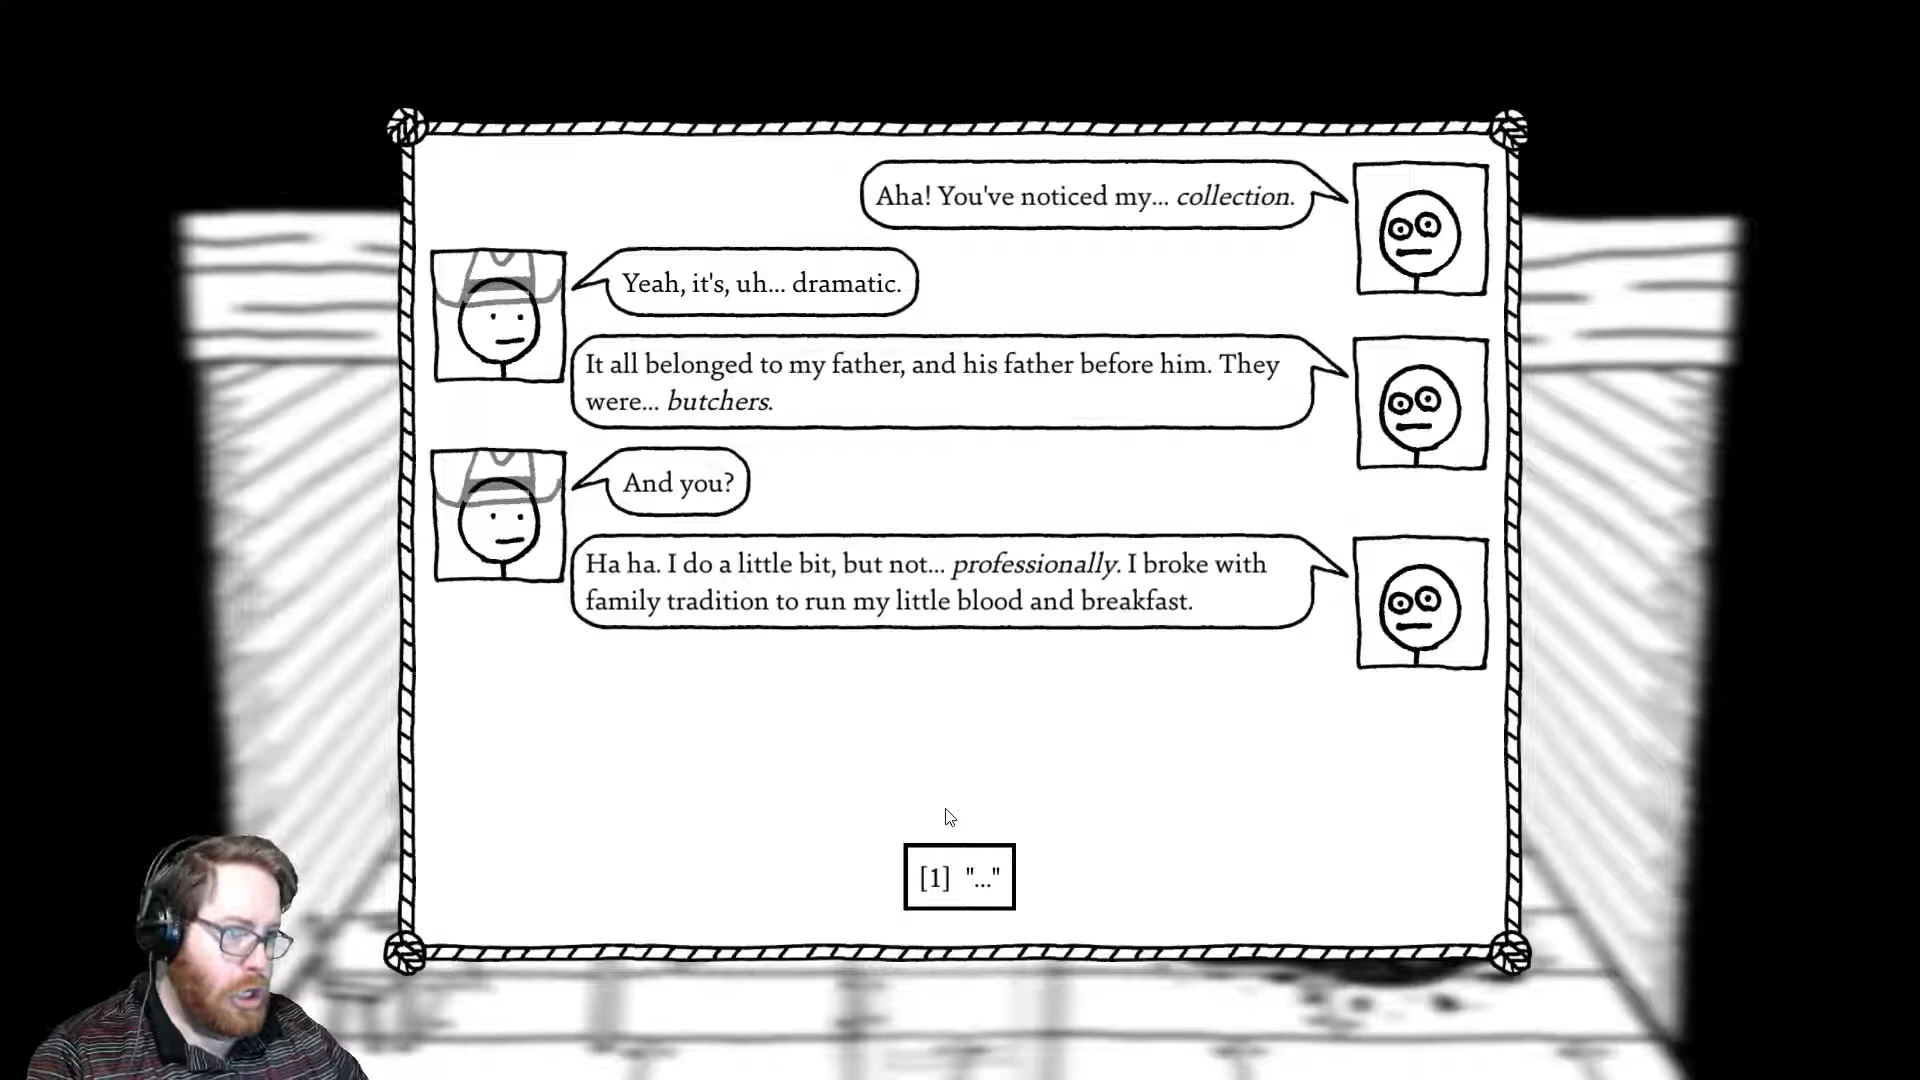 Aha! You've noticed my... collection.
Yeah, it's, uh... dramatic.
It all belonged to my father, and his father before him. They
were... butchers.
And you?
Ha ha. I do a little bit, but not... professionally. I broke with
family tradition to run my little blood and breakfast.
[1] "..."